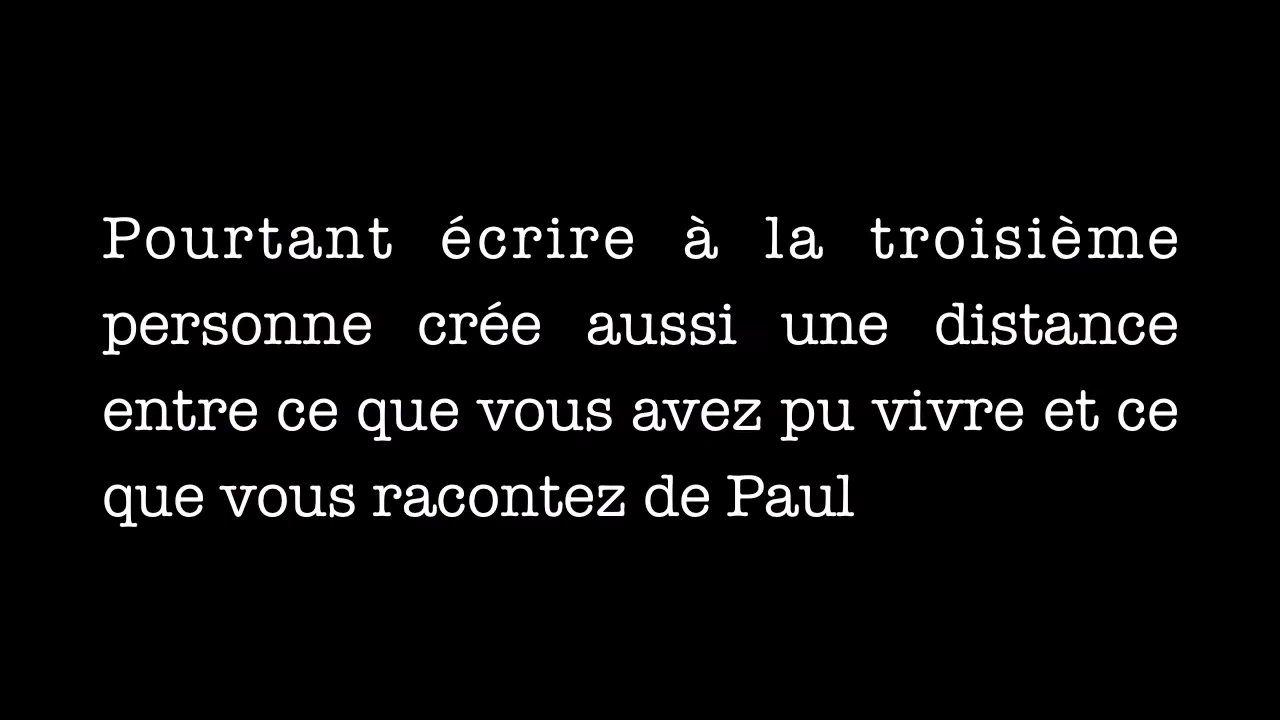 Pourtant écrire à la troisième
personne crée aussi une distance
entre ce que vous avez pu vivre et ce
que vous racontez de Paul